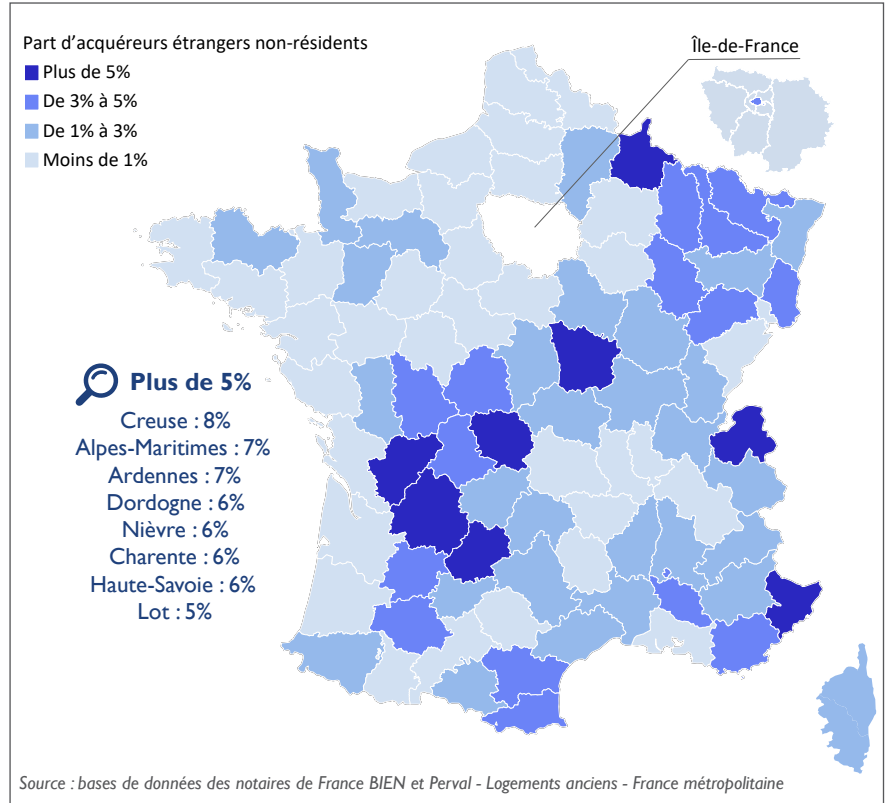 Part d’acquéreurs étrangers non-résidents
Plus de 5%
De 3% à 5%
De 1% à 3%
Moins de 1%
Île-de-France
Plus de 5%
Creuse : 8%
Alpes-Maritimes : 7%
Ardennes : 7%
Dordogne : 6%
Nièvre : 6%
Charente : 6%
Haute-Savoie : 6%
Lot : 5%
Source : bases de données des notaires de France BIEN et Perval - Logements anciens - France métropolitaine